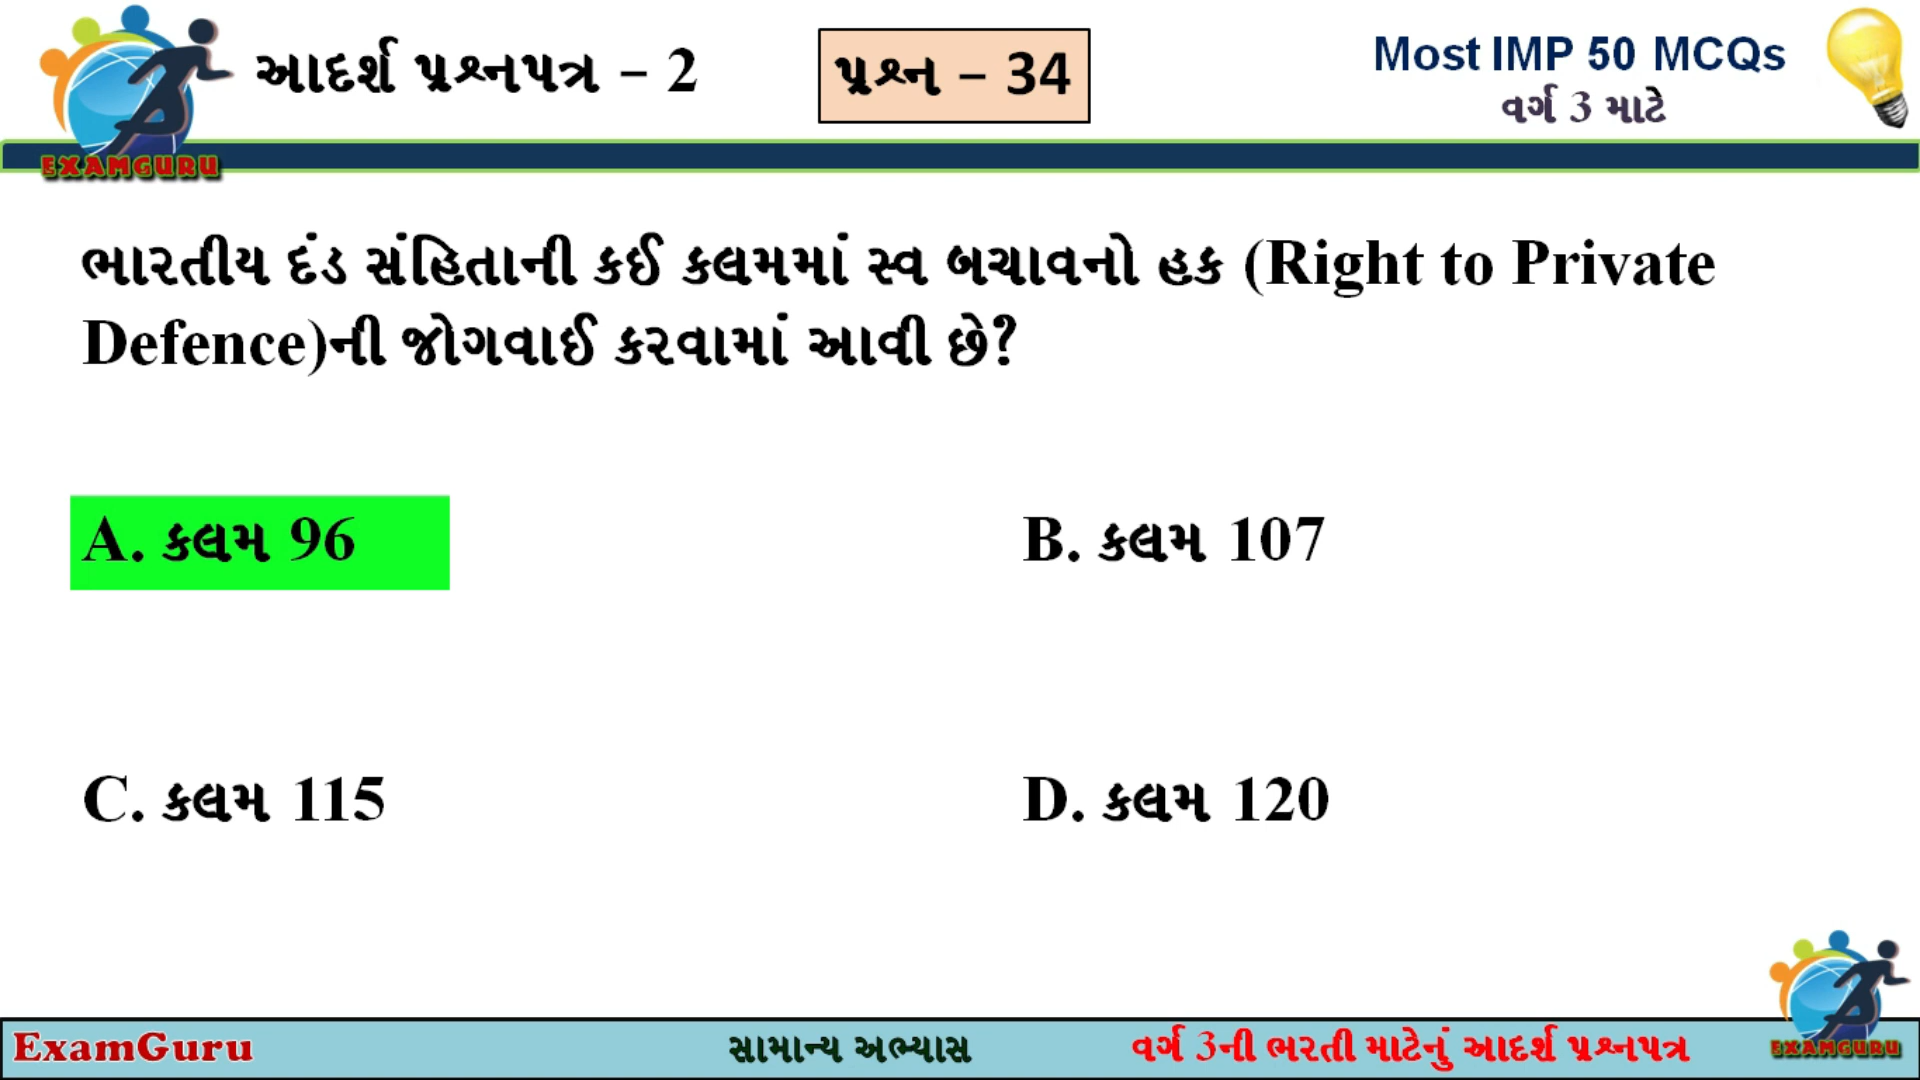 આદર્શ પ્રશ્નપત્ર – 2
પ્રશ્ન – 34
Most IMP 50 MCQs
વર્ગ 3 માટે
EXAMGURU
ભારતીય દંડ સંહિતાની કઈ કલમમાં સ્વ બચાવનો હક (Right to Private
Defence)ની જોગવાઈ કરવામાં આવી છે?
A. કલમ 96
B. કલમ 107
C. કલમ 115
D. કલમ 120
ExamGuru
સામાન્ય અભ્યાસ
વર્ગ 3ની ભરતી માટેનું આદર્શ પ્રશ્નપત્ર
EXAMGURU